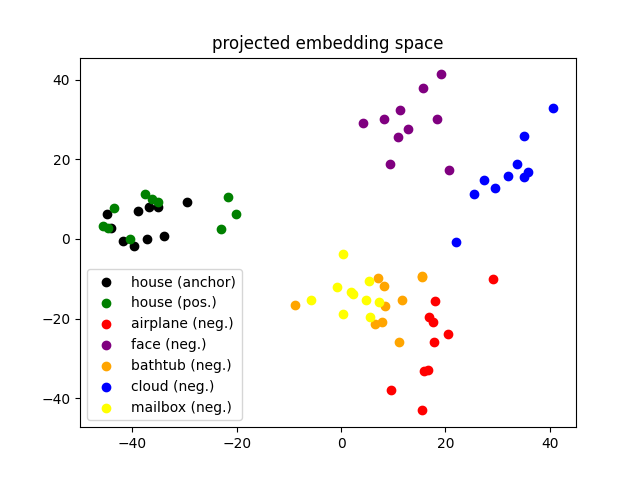 projected embedding space
40
20
0
−20
−40
house (anchor)
house (pos.)
airplane (neg.)
face (neg.)
bathtub (neg.)
cloud (neg.)
mailbox (neg.)
−40 −20 0 20 40